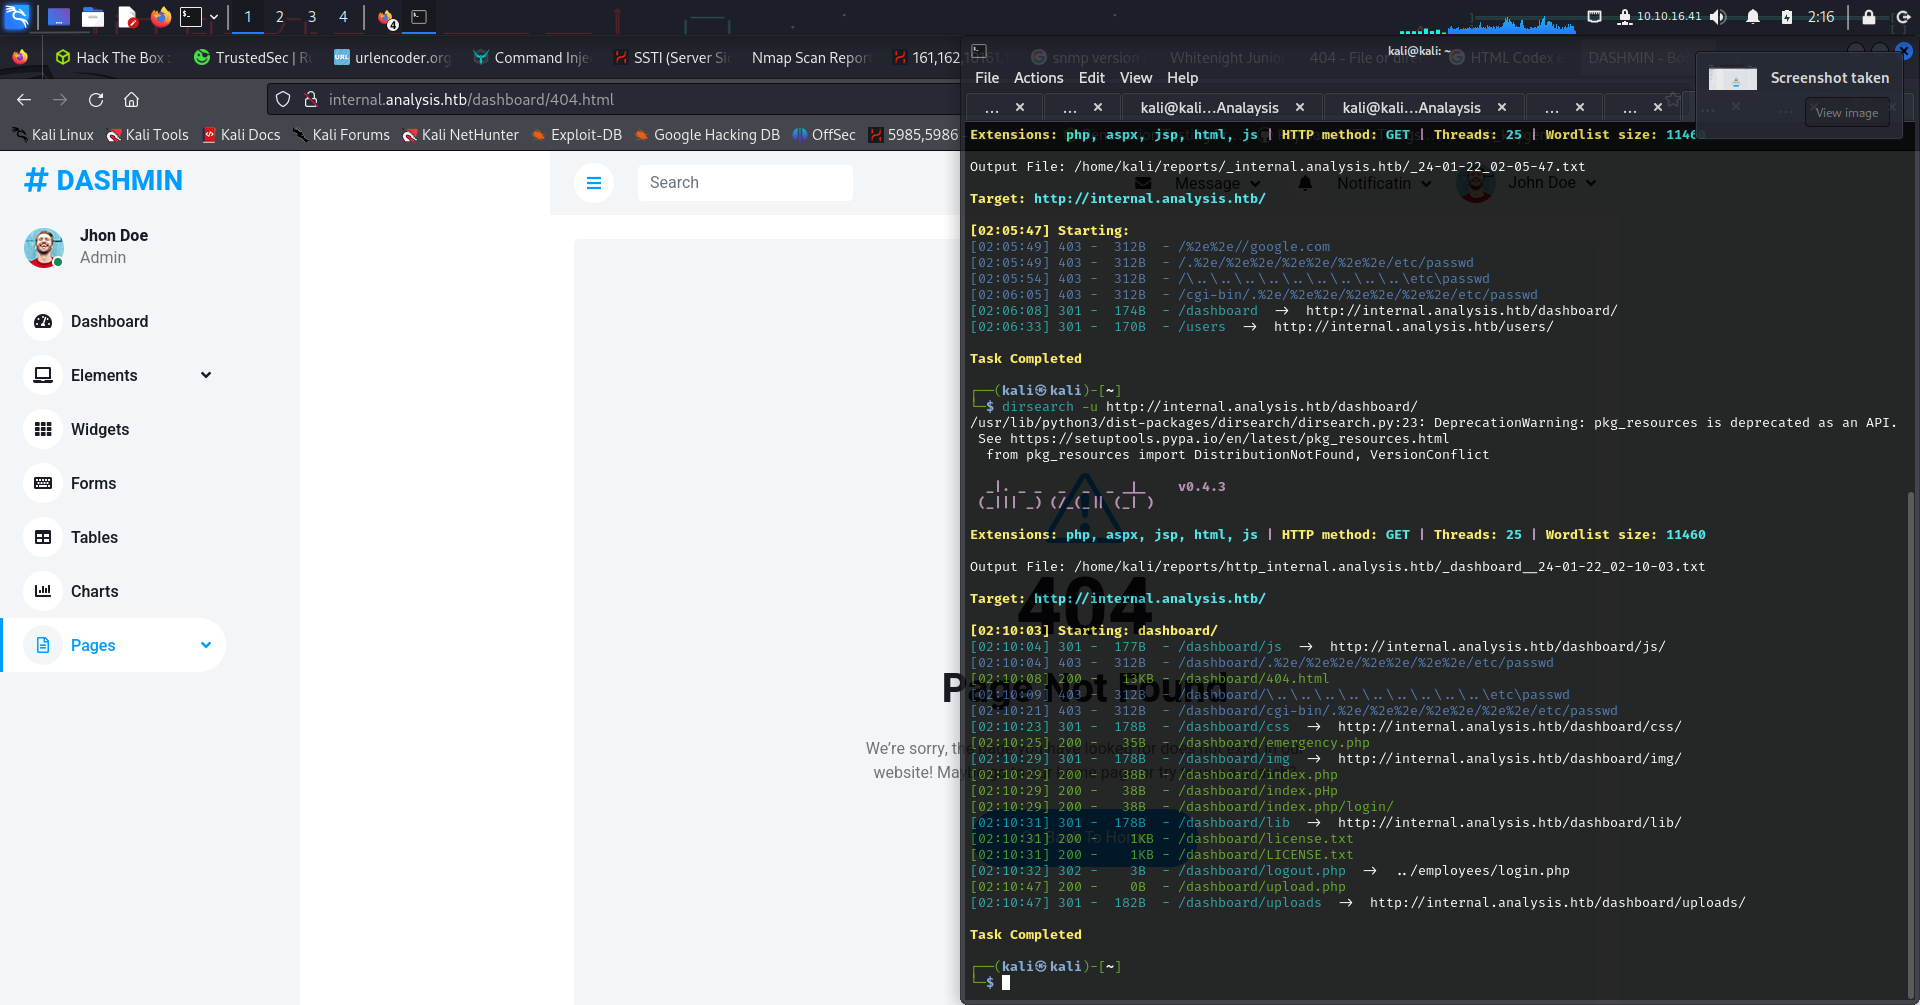 1 2 3 4 4 10.10.16.41 2:16
Hack The Box : TrustedSec | Ru urlencoder.org Command Inje SSTI (Server Si Nmap Scan Report 161,162,10161, snmp version Whitenight Junior 404 - File or dire HTML Codex DASHMIN - Boo
internal.analysis.htb/dashboard/404.html
Kali Linux Kali Tools Kali Docs Kali Forums Kali NetHunter Exploit-DB Google Hacking DB OffSec 5985,5986 -
# DASHMIN
Jhon Doe
Admin
Dashboard
Elements
Widgets
Forms
Tables
Charts
Pages
Search
Message Notificatin John Doe
404
Page Not Found
We're sorry, the
website! May
kali@kali: ~
Screenshot taken
View image
File Actions Edit View Help
... × ... × kali@kali...Analaysis × kali@kali...Analaysis × ... × ... ×
Extensions: php, aspx, jsp, html, js | HTTP method: GET | Threads: 25 | Wordlist size: 11460
Output File: /home/kali/reports/_internal.analysis.htb/_24-01-22_02-05-47.txt
Target: http://internal.analysis.htb/
[02:05:47] Starting:
[02:05:49] 403 - 312B - /%2e%2e//google.com
[02:05:49] 403 - 312B - /.%2e/%2e%2e/%2e%2e/%2e%2e/etc/passwd
[02:05:54] 403 - 312B - /\..\..\..\..\..\..\..\..\..\etc\passwd
[02:06:05] 403 - 312B - /cgi-bin/.%2e/%2e%2e/%2e%2e/%2e%2e/etc/passwd
[02:06:08] 301 - 174B - /dashboard → http://internal.analysis.htb/dashboard/
[02:06:33] 301 - 170B - /users → http://internal.analysis.htb/users/
Task Completed
┌──(kali㉿kali)-[~]
└─$ dirsearch -u http://internal.analysis.htb/dashboard/
/usr/lib/python3/dist-packages/dirsearch/dirsearch.py:23: DeprecationWarning: pkg_resources is deprecated as an API.
See https://setuptools.pypa.io/en/latest/pkg_resources.html
from pkg_resources import DistributionNotFound, VersionConflict
v0.4.3
Extensions: php, aspx, jsp, html, js | HTTP method: GET | Threads: 25 | Wordlist size: 11460
Output File: /home/kali/reports/http_internal.analysis.htb/_dashboard__24-01-22_02-10-03.txt
Target: http://internal.analysis.htb/
[02:10:03] Starting: dashboard/
[02:10:04] 301 - 177B - /dashboard/js → http://internal.analysis.htb/dashboard/js/
[02:10:04] 403 - 312B - /dashboard/.%2e/%2e%2e/%2e%2e/%2e%2e/etc/passwd
[02:10:08] 200 - 13KB - /dashboard/404.html
[02:10:09] 403 - 312B - /dashboard/\..\..\..\..\..\..\..\..\..\etc\passwd
[02:10:21] 403 - 312B - /dashboard/cgi-bin/.%2e/%2e%2e/%2e%2e/%2e%2e/etc/passwd
[02:10:23] 301 - 178B - /dashboard/css → http://internal.analysis.htb/dashboard/css/
[02:10:25] 200 - 35B - /dashboard/emergency.php
[02:10:29] 301 - 178B - /dashboard/img → http://internal.analysis.htb/dashboard/img/
[02:10:29] 200 - 38B - /dashboard/index.php
[02:10:29] 200 - 38B - /dashboard/index.pHp
[02:10:29] 200 - 38B - /dashboard/index.php/login/
[02:10:31] 301 - 178B - /dashboard/lib → http://internal.analysis.htb/dashboard/lib/
[02:10:31] 200 - 1KB - /dashboard/license.txt
[02:10:31] 200 - 1KB - /dashboard/LICENSE.txt
[02:10:32] 302 - 3B - /dashboard/logout.php → ../employees/login.php
[02:10:47] 200 - 0B - /dashboard/upload.php
[02:10:47] 301 - 182B - /dashboard/uploads → http://internal.analysis.htb/dashboard/uploads/
Task Completed
┌──(kali㉿kali)-[~]
└─$